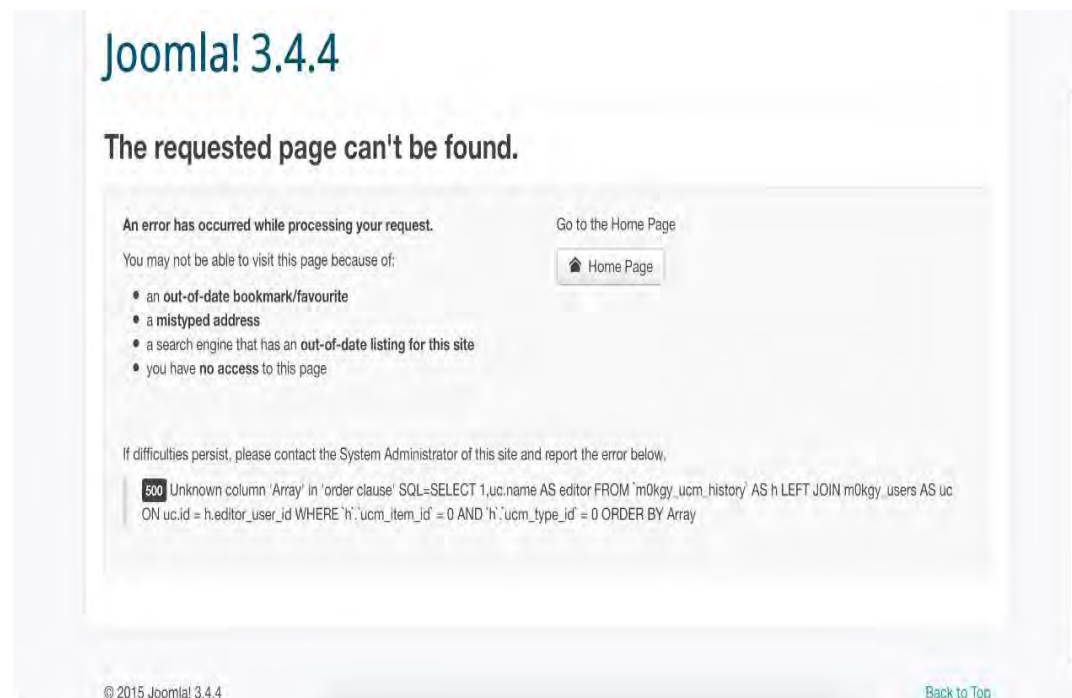 Joomla! 3.4.4
The requested page can't be found.
An error has occurred while processing your request.
You may not be able to visit this page because of:
• an out-of-date bookmark/favourite
• a mistyped address
• a search engine that has an out-of-date listing for this site
• you have no access to this page
Go to the Home Page
Home Page
If difficulties persist, please contact the System Administrator of this site and report the error below.
500 Unknown column 'Array' in 'order clause' SQL=SELECT 1,uc.name AS editor FROM `m0kgy_ucm_history` AS h LEFT JOIN m0kgy_users AS uc
ON uc.id = h.editor_user_id WHERE `h`.`ucm_item_id` = 0 AND `h`.`ucm_type_id` = 0 ORDER BY Array
© 2015 Joomla! 3.4.4
Back to Top